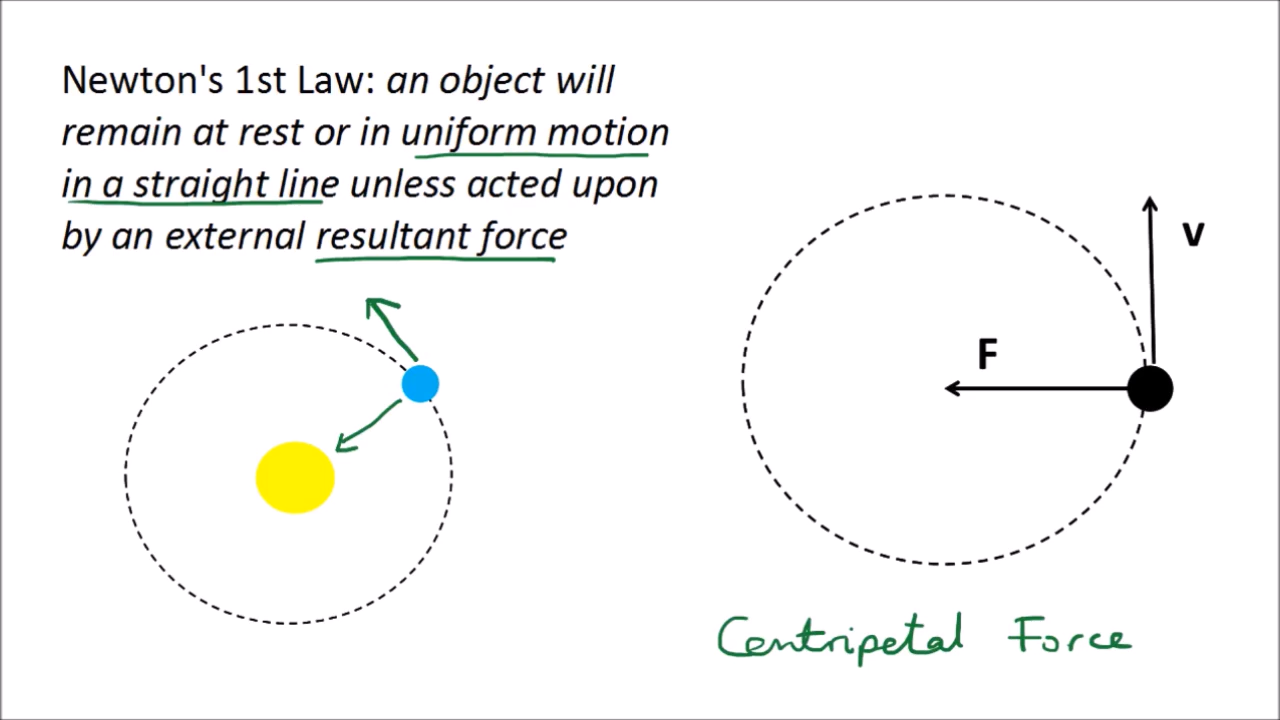 Newton's 1st Law: an object will
remain at rest or in uniform motion
in a straight line unless acted upon
by an external resultant force
v
F
Centripetal Force